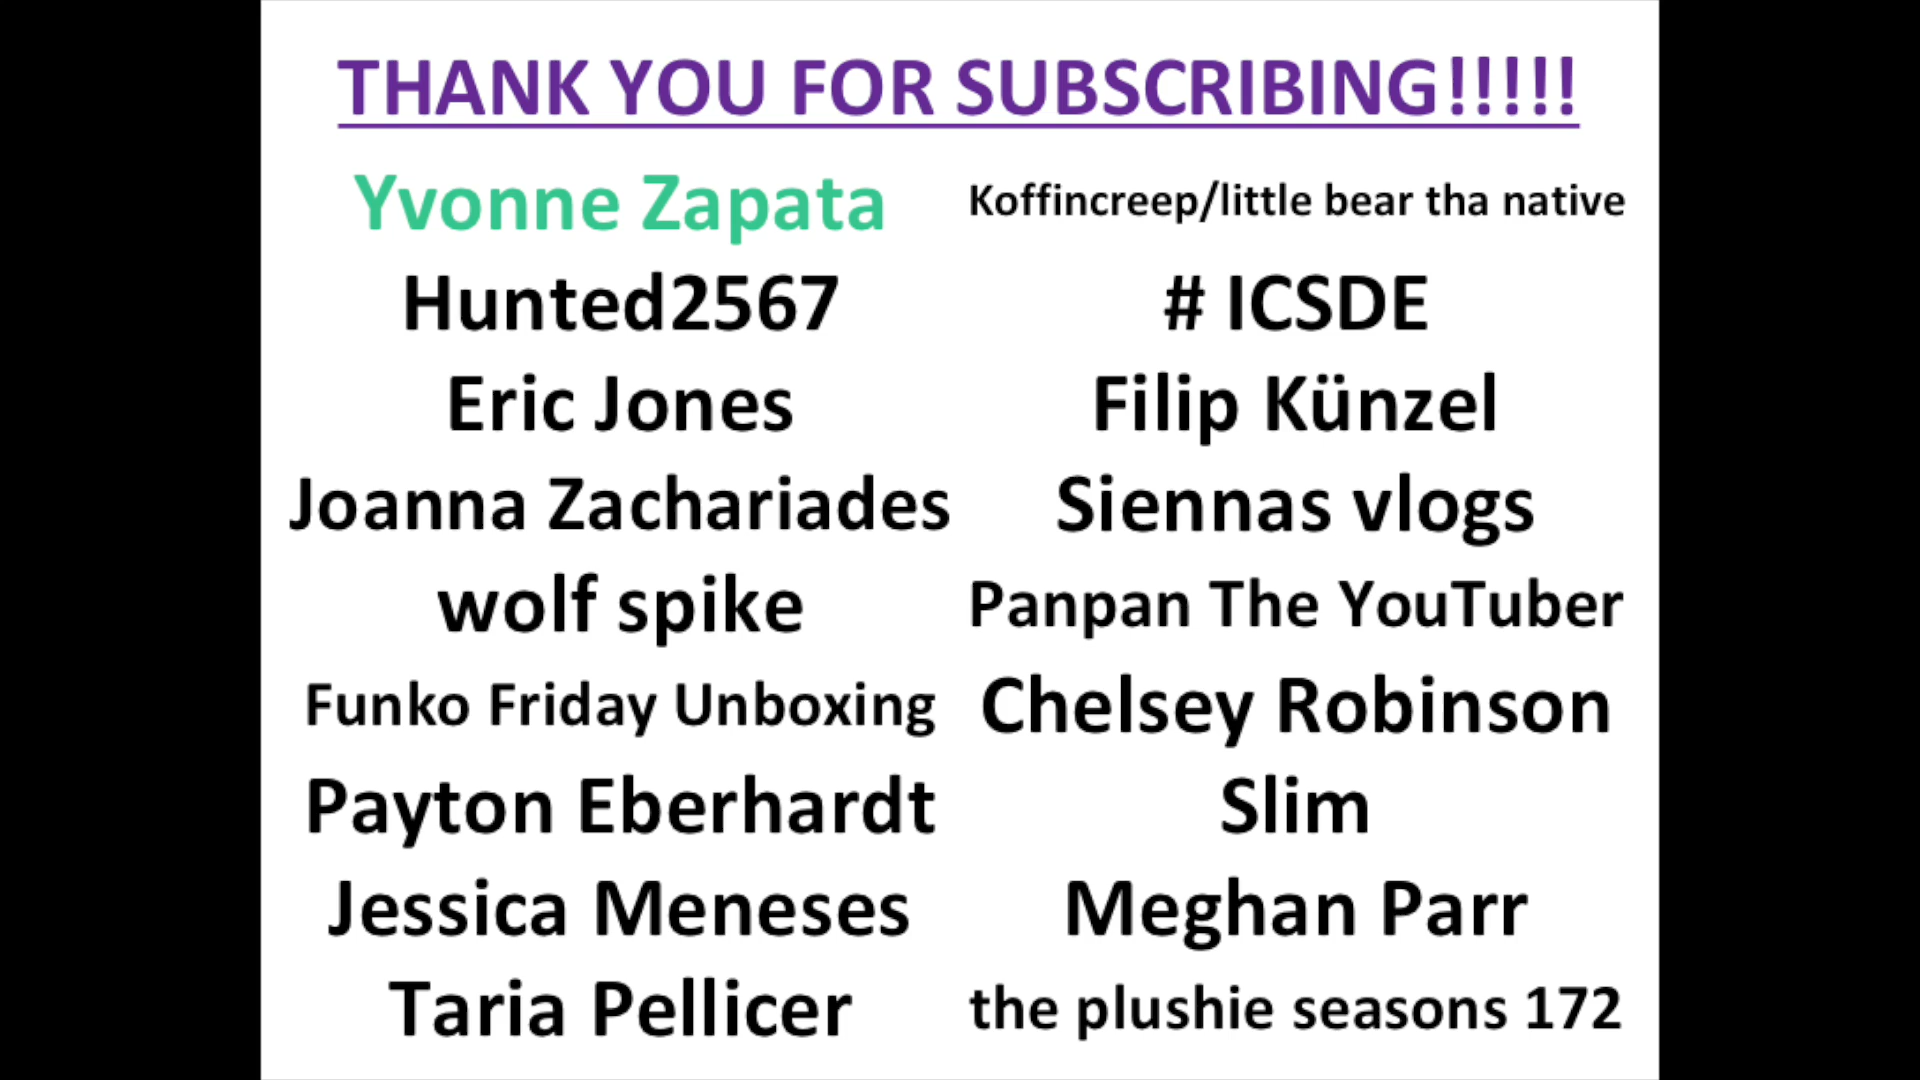 THANK YOU FOR SUBSCRIBING!!!!!
Yvonne Zapata
Koffincreep/little bear tha native
Hunted2567
# ICSDE
Eric Jones
Filip Künzel
Joanna Zachariades
Siennas vlogs
wolf spike
Panpan The YouTuber
Funko Friday Unboxing
Chelsey Robinson
Payton Eberhardt
Slim
Jessica Meneses
Meghan Parr
Taria Pellicer
the plushie seasons 172